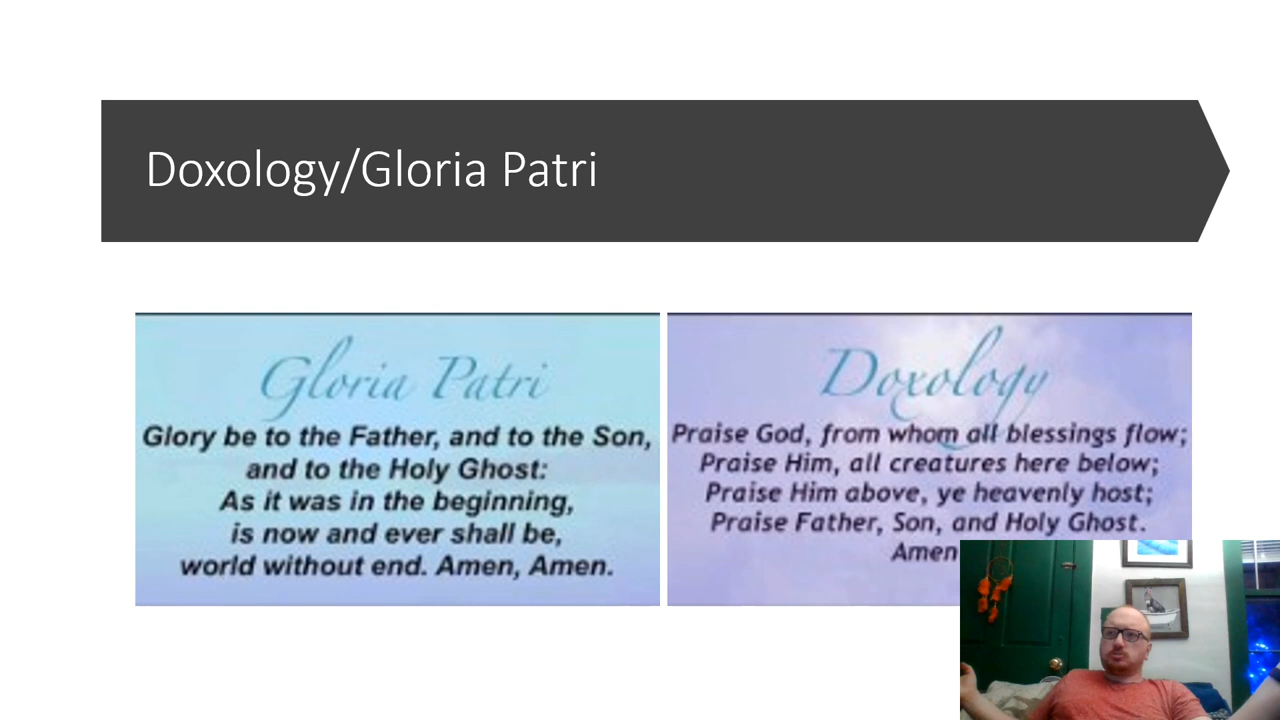 Doxology/Gloria Patri
Gloria Patri
Glory be to the Father, and to the Son,
and to the Holy Ghost:
As it was in the beginning,
is now and ever shall be,
world without end. Amen, Amen.
Doxology
Praise God, from whom all blessings flow;
Praise Him, all creatures here below;
Praise Him above, ye heavenly host;
Praise Father, Son, and Holy Ghost.
Amen